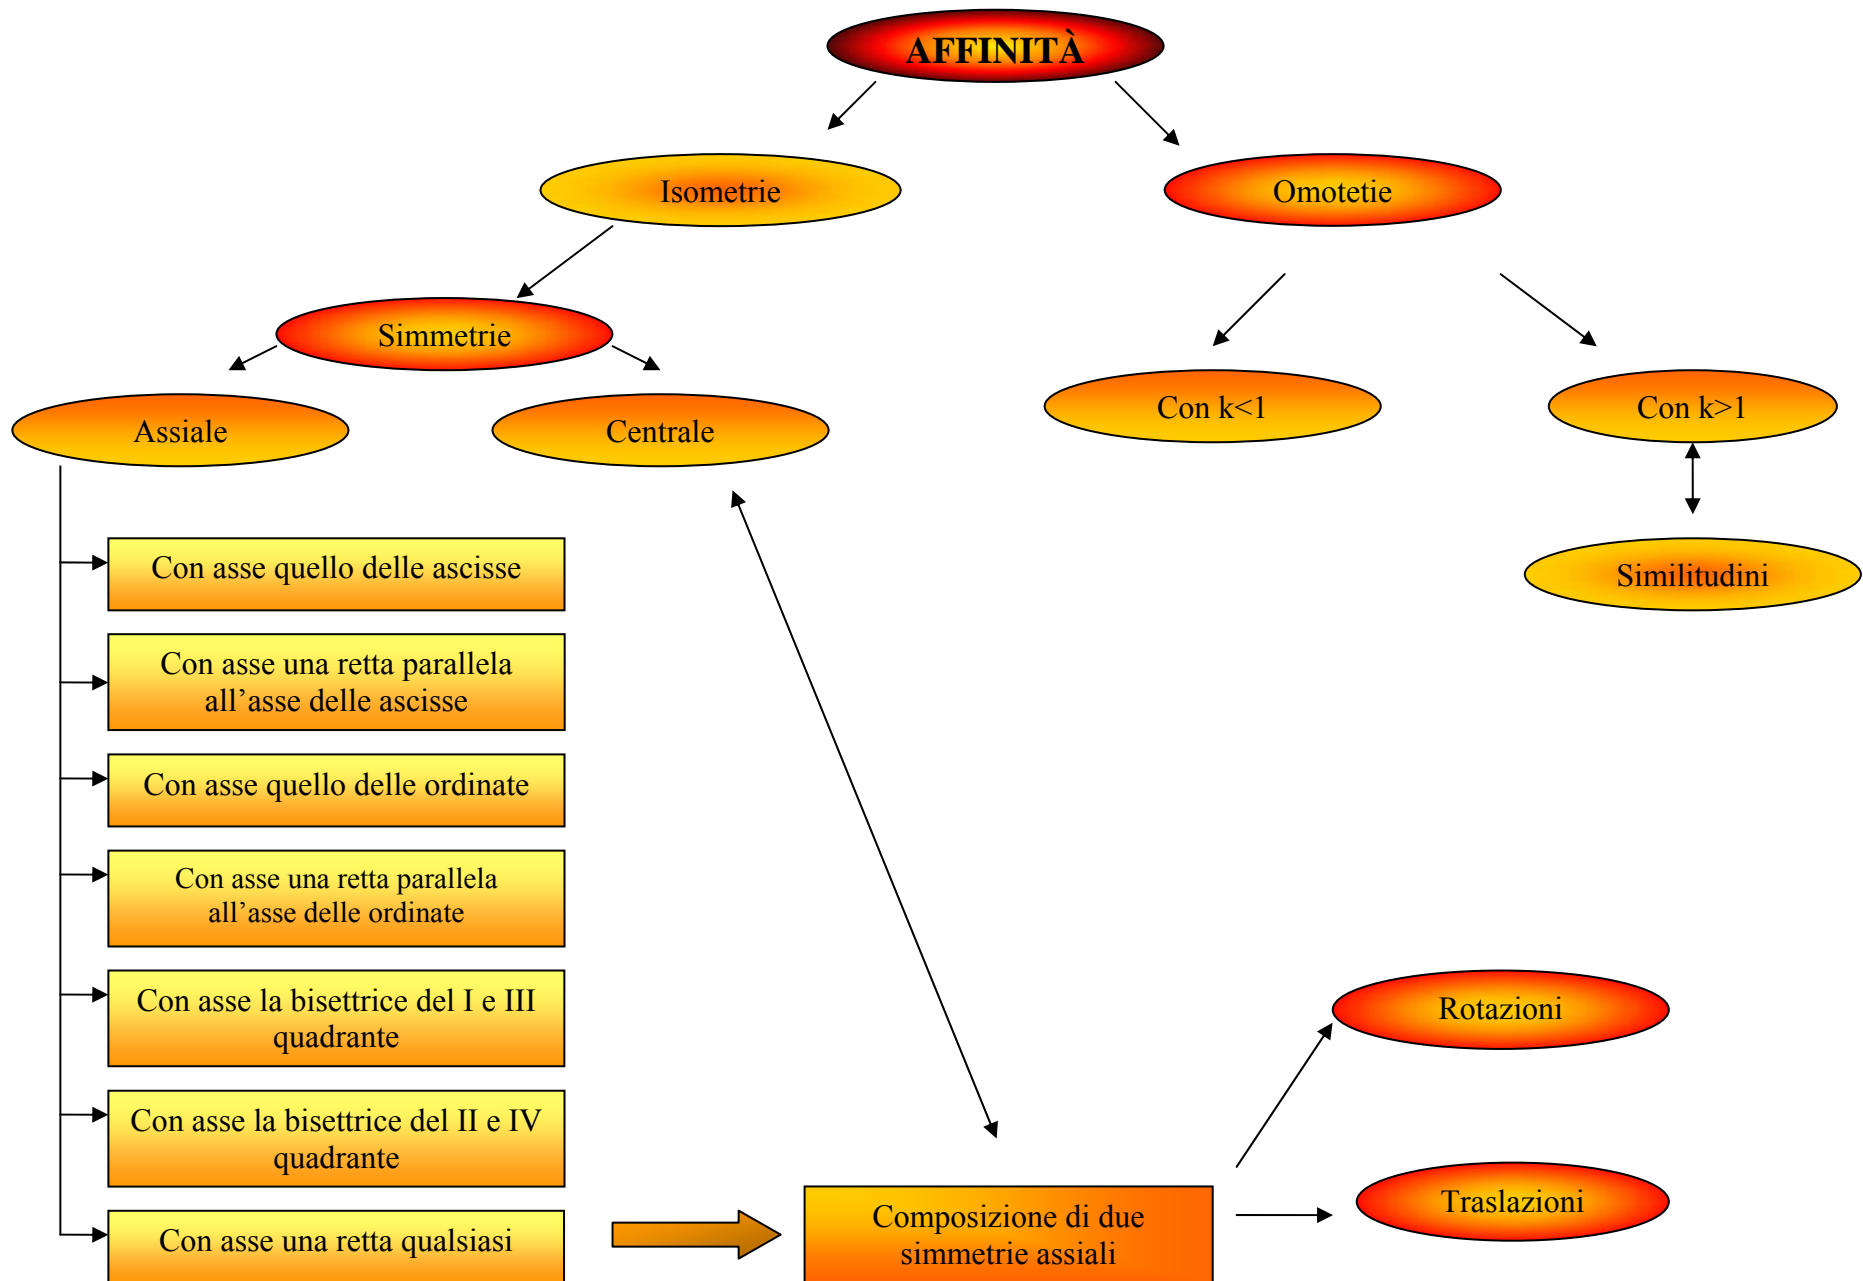 AFFINITÀ
Isometrie
Omotetie
Simmetrie
Con k<1
Con k>1
Assiale
Centrale
Similitudini
Con asse quello delle ascisse
Con asse una retta parallela
all’asse delle ascisse
Con asse quello delle ordinate
Con asse una retta parallela
all’asse delle ordinate
Con asse la bisettrice del I e III
quadrante
Con asse la bisettrice del II e IV
quadrante
Con asse una retta qualsiasi
Composizione di due
simmetrie assiali
Rotazioni
Traslazioni